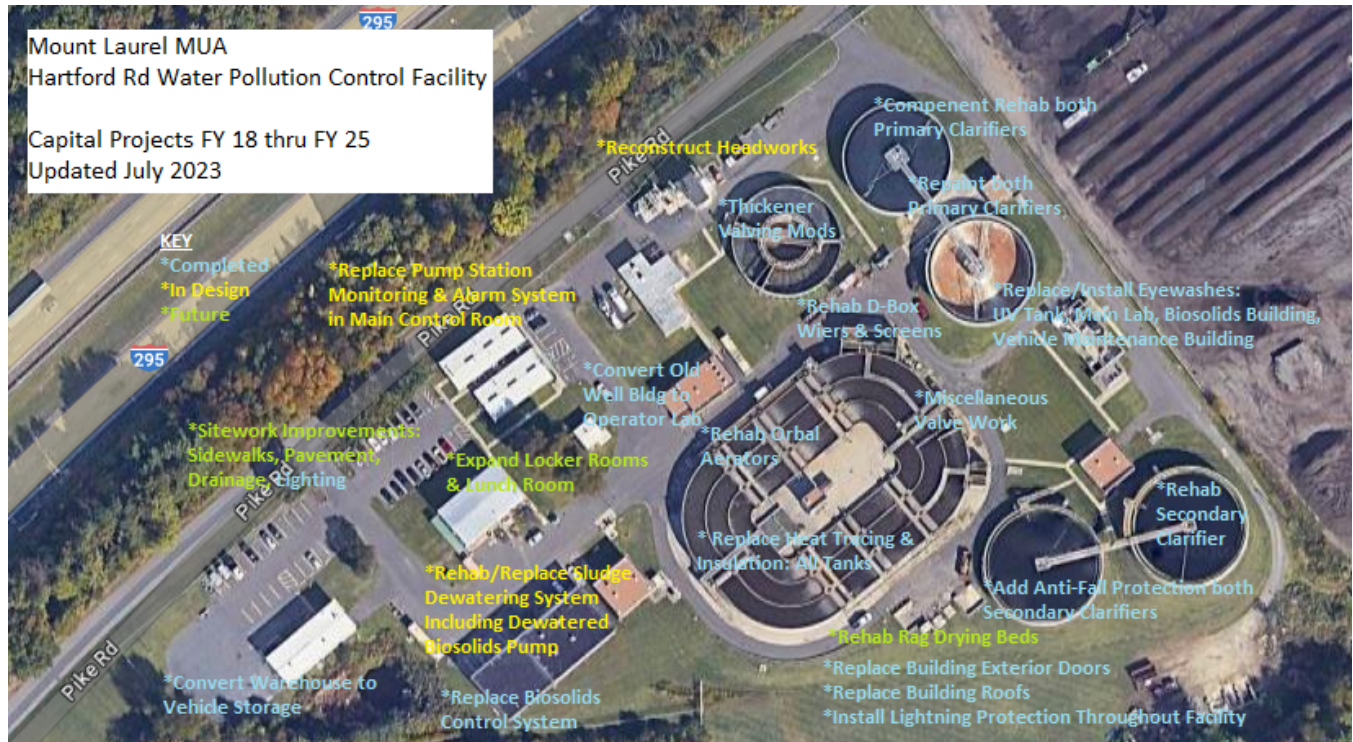 295
Mount Laurel MUA
Hartford Rd Water Pollution Control Facility
Capital Projects FY 18 thru FY 25
Updated July 2023
*Compenent Rehab both
Primary Clarifiers
*Reconstruct Headworks
Pike Rd
*Repaint both
Primary Clarifiers
*Thickener
Valving Mods
KEY
*Completed
*In Design
*Future
*Replace Pump Station
Monitoring & Alarm System
in Main Control Room
Pike Rd
*Rehab D-Box
Wiers & Screens
*Replace/Install Eyewashes:
UV Tank, Main Lab, Biosolids Building,
Vehicle Maintenance Building
295
*Convert Old
Well Bldg to
Operator Lab
*Miscellaneous
Valve Work
*Rehab Orbal
Aerators
*Sitework Improvements:
Sidewalks, Pavement,
Drainage, Lighting
Pike Rd
*Expand Locker Rooms
& Lunch Room
*Rehab
Secondary
Clarifier
* Replace Heat Tracing &
Insulation: All Tanks
*Rehab/Replace Sludge
Dewatering System
Including Dewatered
Biosolids Pump
*Add Anti-Fall Protection both
Secondary Clarifiers
*Rehab Rag Drying Beds
Pike Rd
*Convert Warehouse to
Vehicle Storage
*Replace Biosolids
Control System
*Replace Building Exterior Doors
*Replace Building Roofs
*Install Lightning Protection Throughout Facility